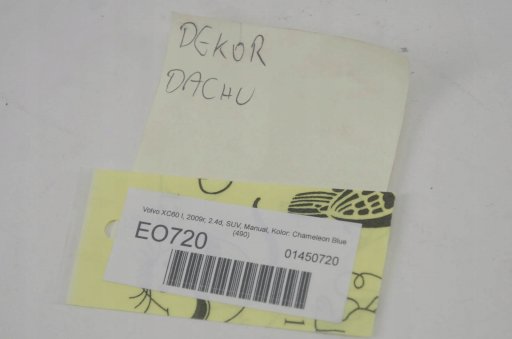 DEKOR
DACHU
Volvo XC60 I, 2009r, 2.4d, SUV, Manual, Kolor: Chameleon Blue
(490)
EO720
01450720